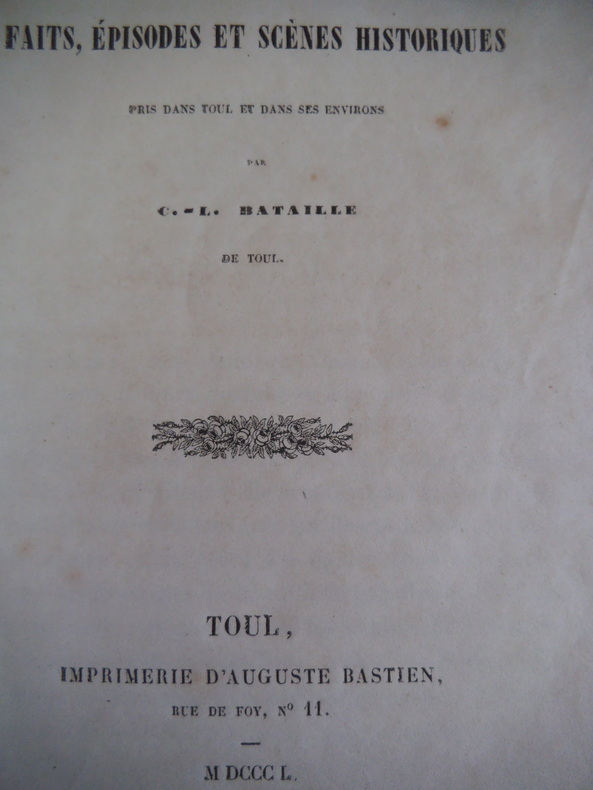 FAITS, ÉPISODES ET SCÈNES HISTORIQUES
PRIS DANS TOUL ET DANS SES ENVIRONS
PAR
C.-L. BATAILLE
DE TOUL.
TOUL,
IMPRIMERIE D'AUGUSTE BASTIEN,
RUE DE FOY, Nº 11.
M DCCC L.